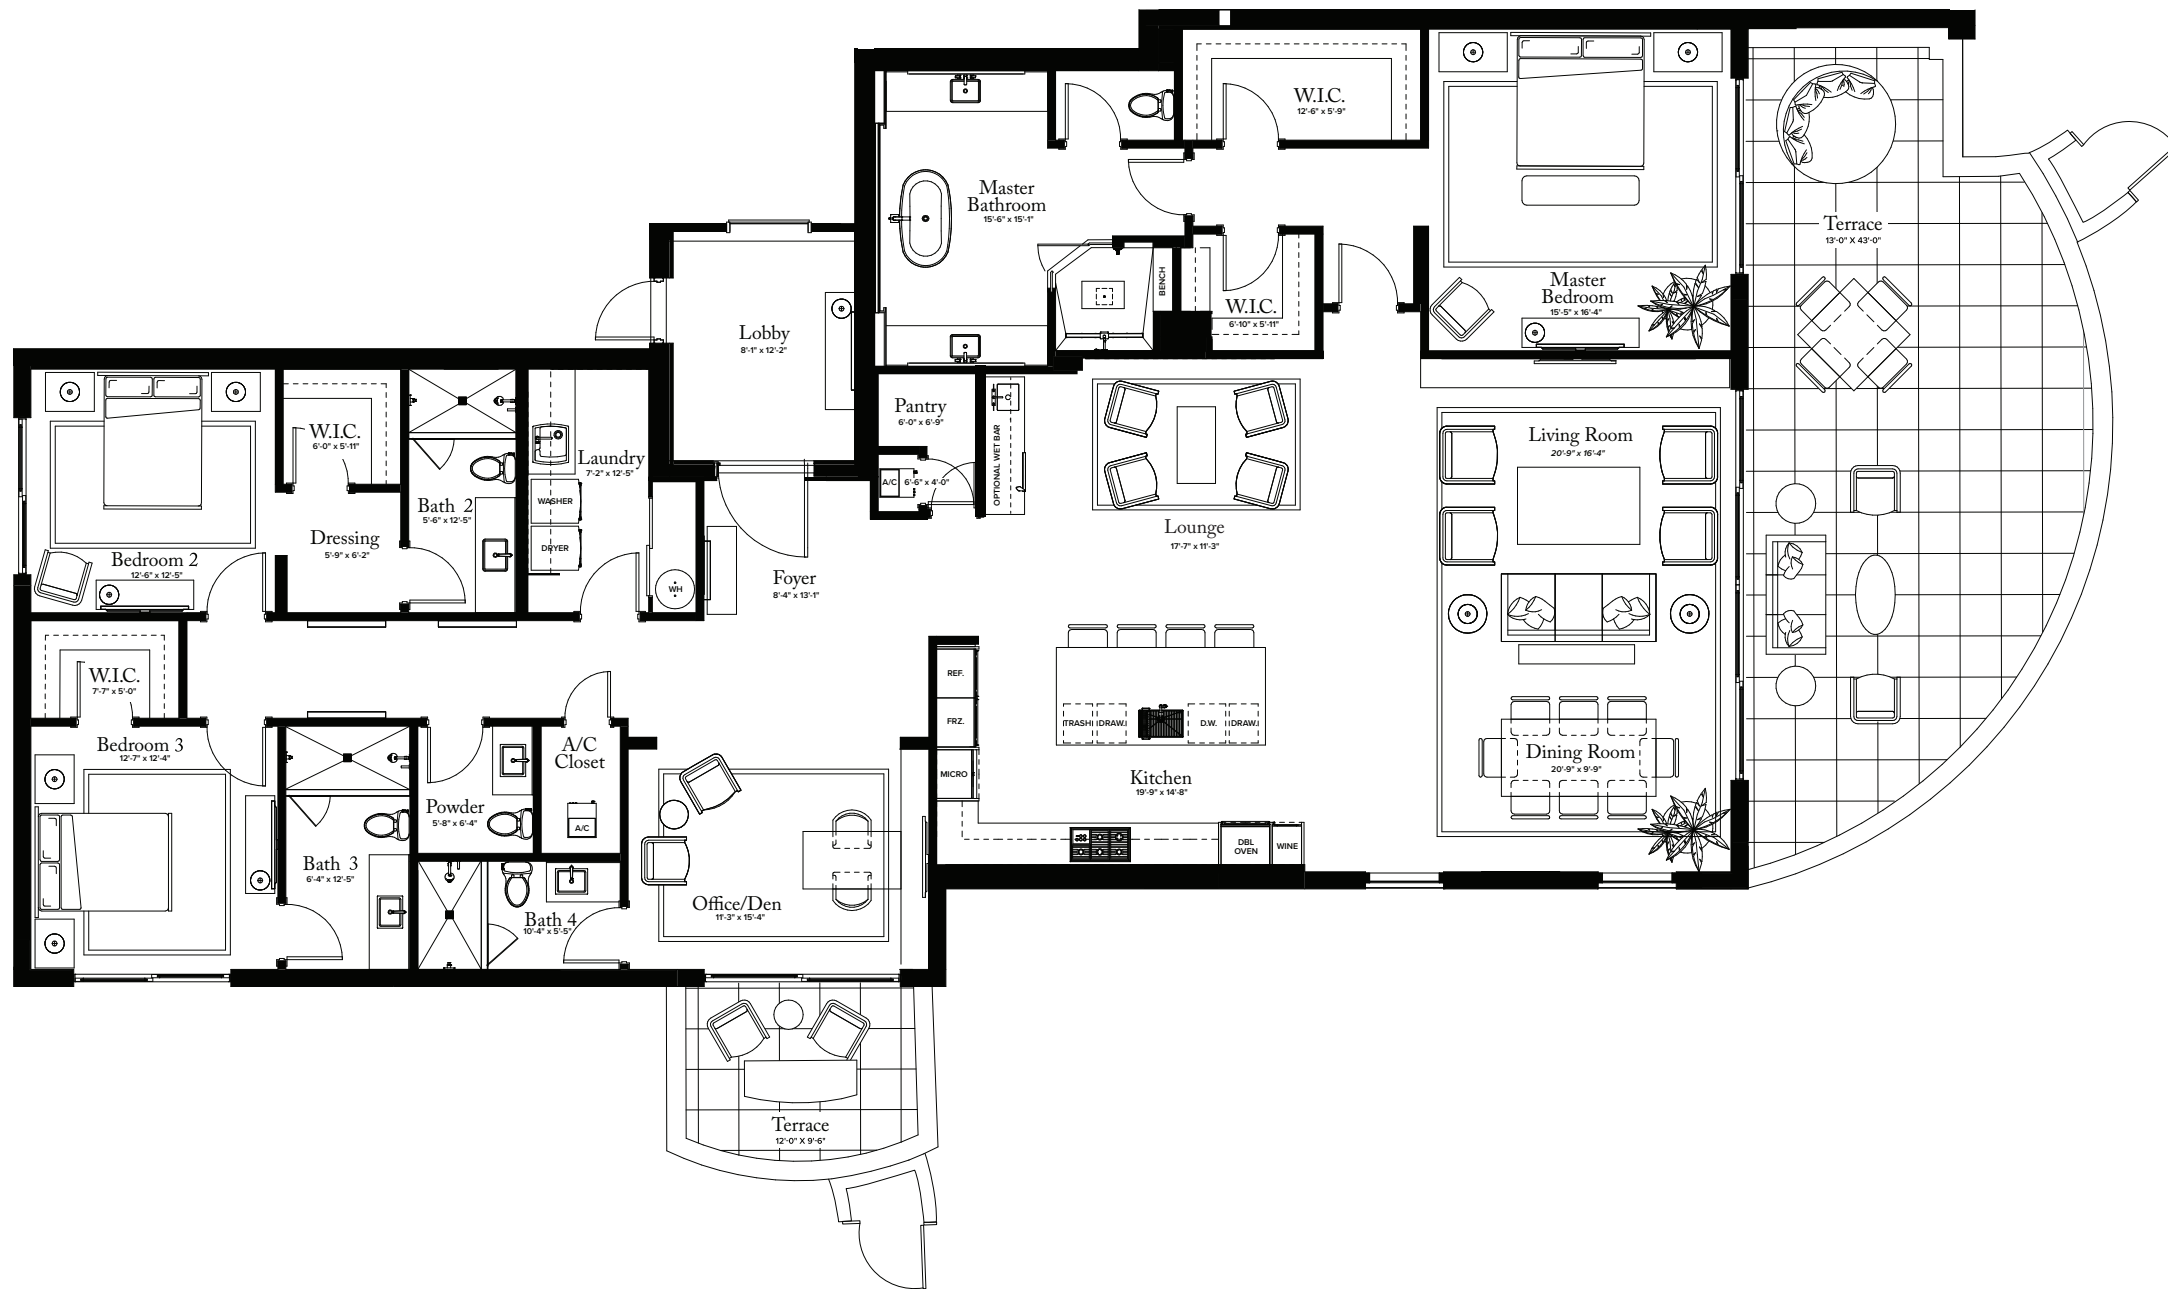 W.I.C.
12'-6" x 5'-9"
Master
Bathroom
15'-6" x 15'-1"
Terrace
13'-0" X 43'-0"
BENCH
W.I.C.
6'-10" x 5'-11"
Master
Bedroom
15'-5" x 16'-4"
Lobby
8'-1" x 12'-2"
Pantry
6'-0" x 6'-9"
A/C
6'-6" x 4'-0"
OPTIONAL WET BAR
Lounge
17'-7" x 11'-3"
Living Room
20'-9" x 16'-4"
W.I.C.
6'-0" x 5'-11"
Laundry
7'-2" x 12'-5"
WASHER
DRYER
WH
Bath 2
5'-6" x 12'-5"
Dressing
5'-9" x 6'-2"
Bedroom 2
12'-6" x 12'-5"
Foyer
8'-4" x 13'-1"
W.I.C.
7'-7" x 5'-0"
REF.
FRZ.
MICRO
TRASH
DRAW.
D.W.
DRAW.
Bedroom 3
12'-7" x 12'-4"
A/C
Closet
A/C
Kitchen
19'-9" x 14'-8"
Dining Room
20'-9" x 9'-9"
Powder
5'-8" x 6'-4"
DBL
OVEN
WINE
Bath 3
6'-4" x 12'-5"
Bath 4
10'-4" x 5'-5"
Office/Den
11'-3" x 15'-4"
Terrace
12'-0" X 9'-6"